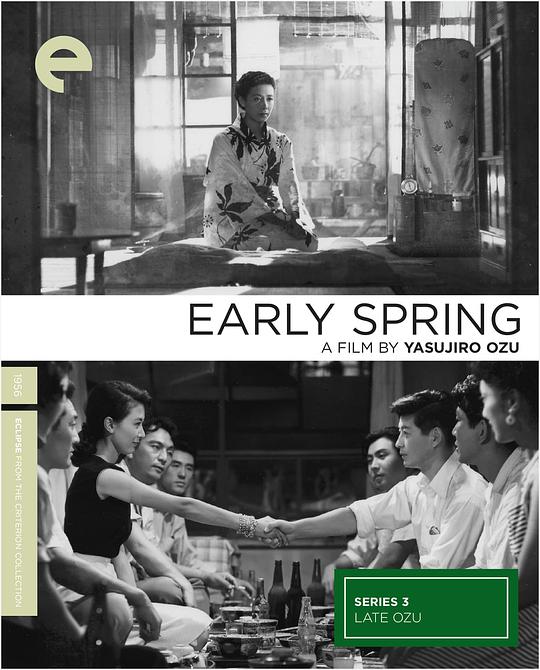 e
EARLY SPRING
A FILM BY YASUJIRO OZU
1956
ECLIPSE FROM THE CRITERION COLLECTION
SERIES 3
LATE OZU